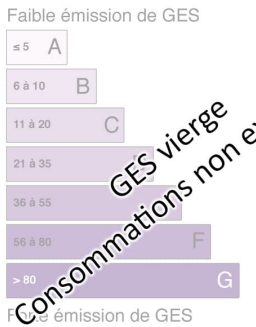 Faible émission de GES
≤ 5 A
6 à 10 B
11 à 20 C
21 à 35
36 à 55
56 à 80 F
> 80 G
GES vierge
Consommations non
Forte émission de GES